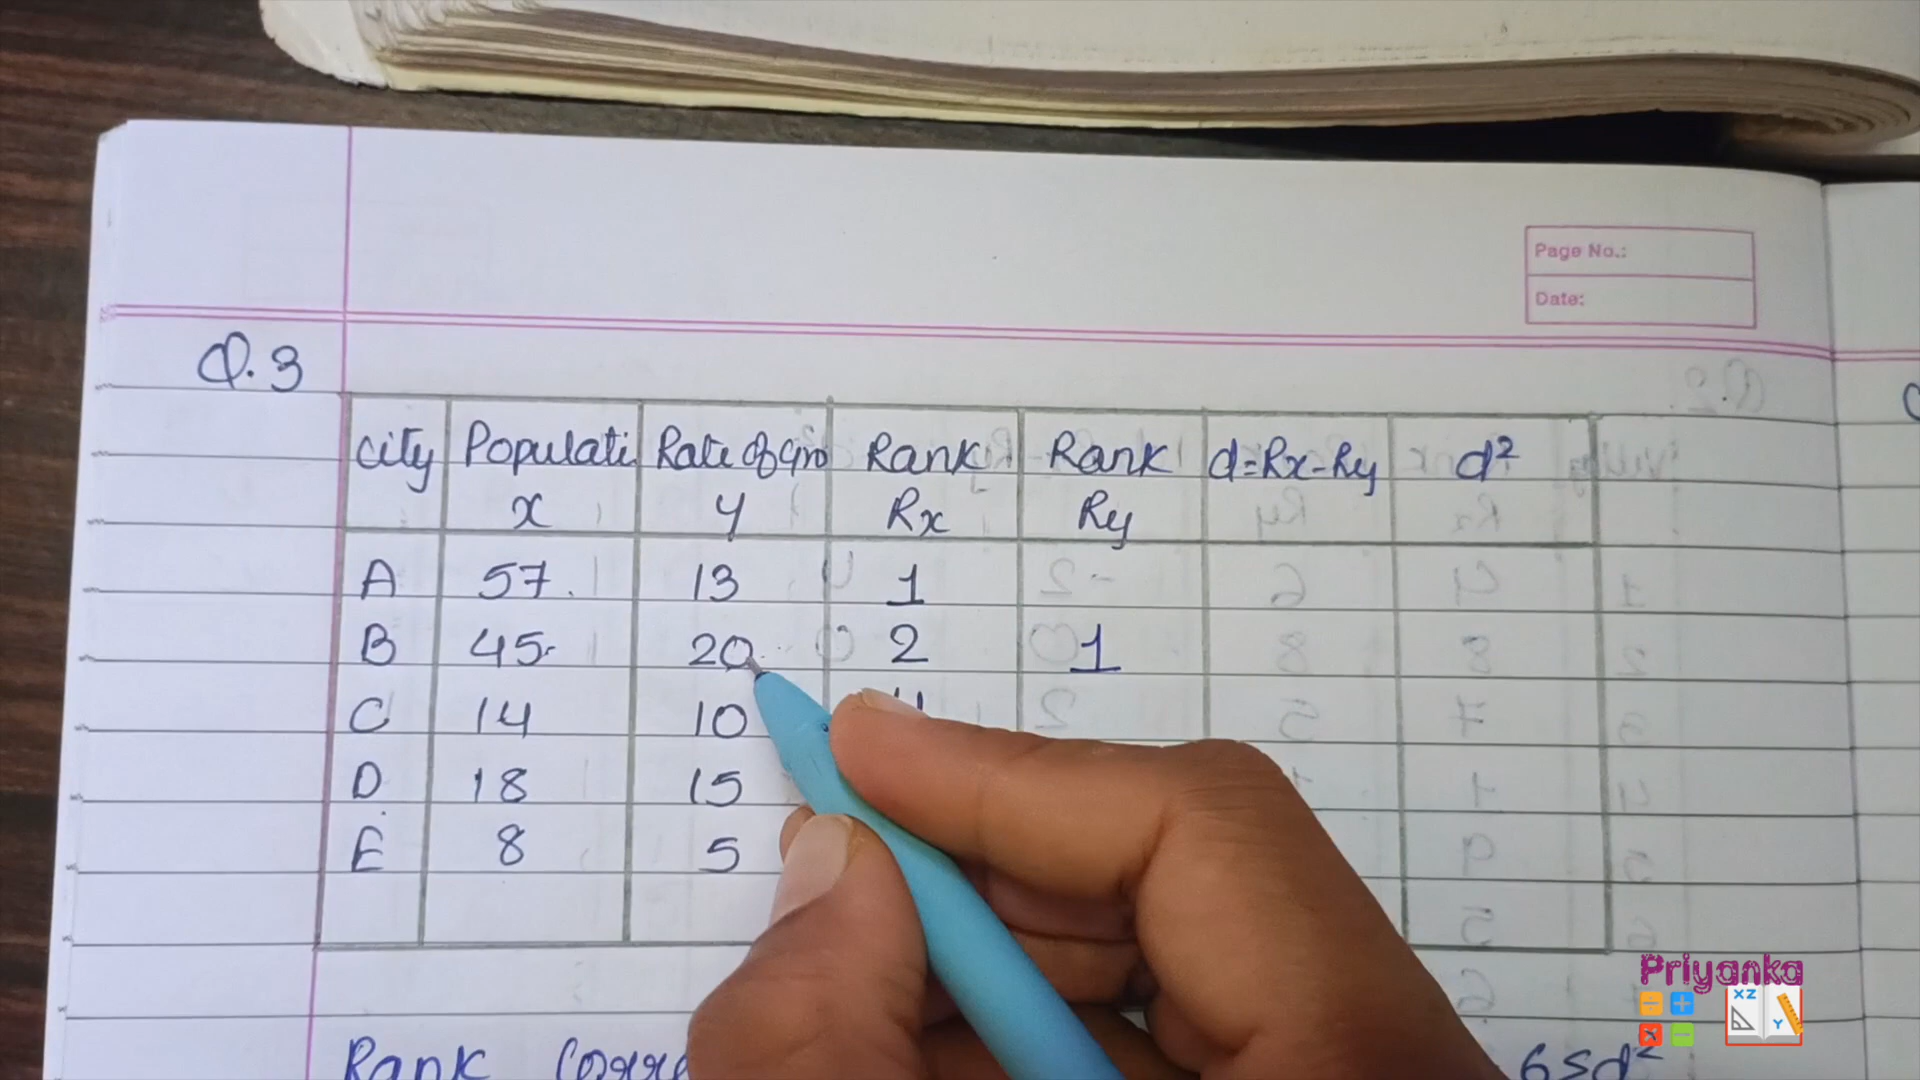 Page No.:
Date:
Q.3
City Populati Rate of Gro Rank Rank d=Rx-Ry d²
x y Rx Ry
A 57. 13 1
B 45. 20 2 1
C 14 10
D 18 15
E 8 5
Rank 6Σd²
Priyanka
XZ
Y